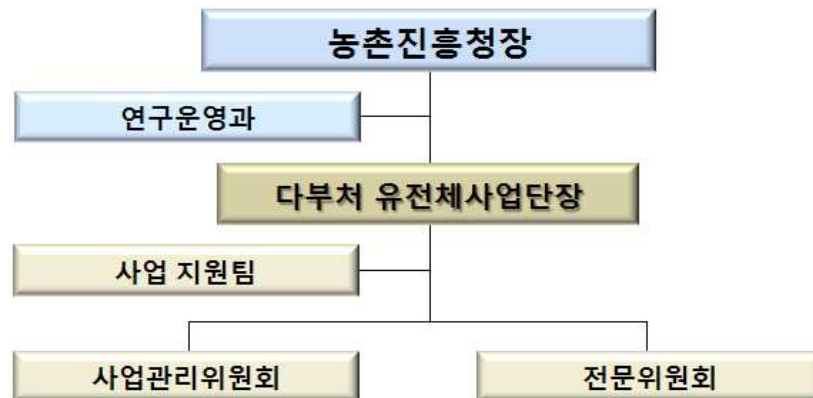 농촌진흥청장
연구운영과
다부처 유전체사업단장
사업 지원팀
사업관리위원회
전문위원회